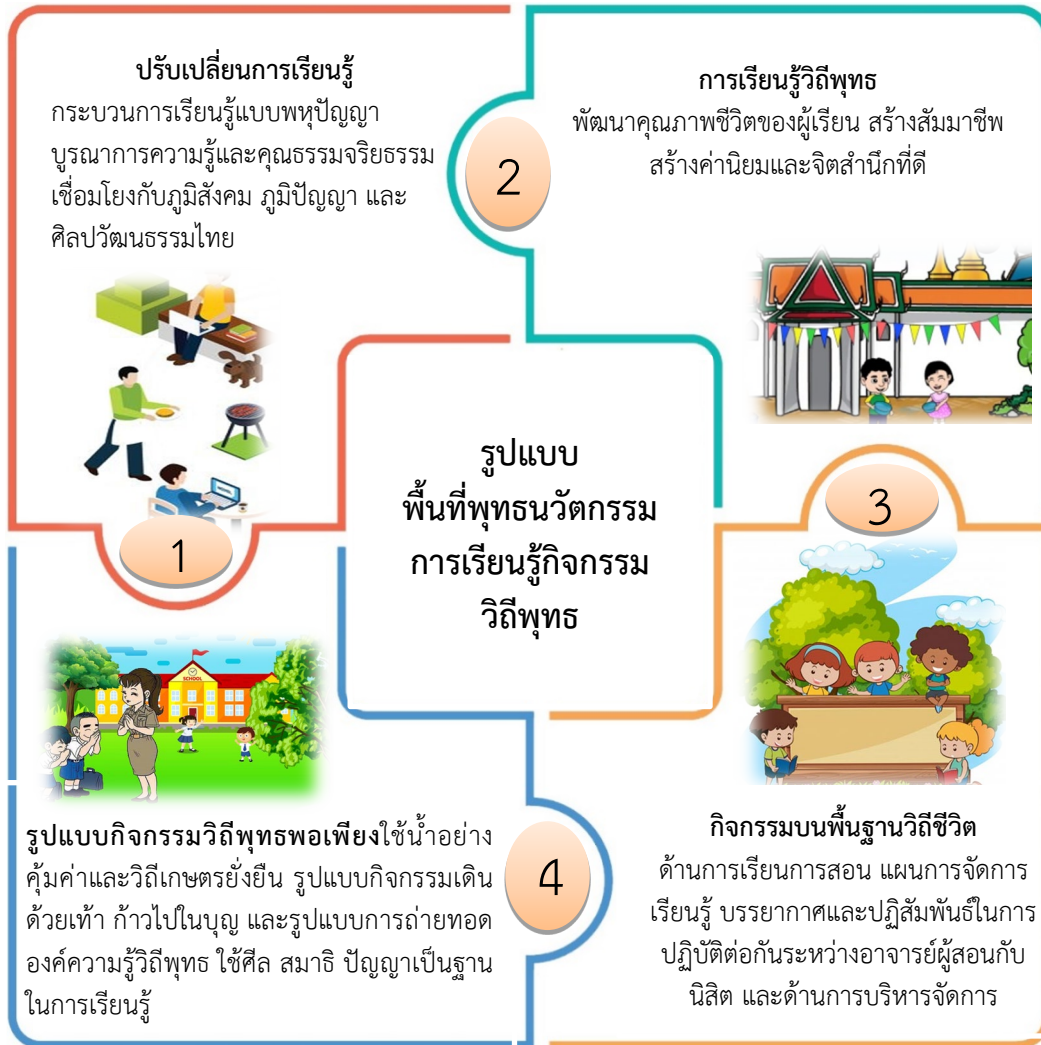 ปรับเปลี่ยนการเรียนรู้
กระบวนการเรียนรู้แบบพหุปัญญา
บูรณาการความรู้และคุณธรรมจริยธรรม
เชื่อมโยงกับภูมิสังคม ภูมิปัญญา และ
ศิลปวัฒนธรรมไทย
1
การเรียนรู้วิถีพุทธ
พัฒนาคุณภาพชีวิตของผู้เรียน สร้างสัมมาชีพ
สร้างค่านิยมและจิตสำนึกที่ดี
2
รูปแบบ
พื้นที่พุทธนวัตกรรม
การเรียนรู้กิจกรรม
วิถีพุทธ
3
กิจกรรมบนพื้นฐานวิถีชีวิต
ด้านการเรียนการสอน แผนการจัดการ
เรียนรู้ บรรยากาศและปฏิสัมพันธ์ในการ
ปฏิบัติต่อกันระหว่างอาจารย์ผู้สอนกับ
นิสิต และด้านการบริหารจัดการ
SCHOOL
รูปแบบกิจกรรมวิถีพุทธพอเพียงใช้น้ำอย่าง
คุ้มค่าและวิถีเกษตรยั่งยืน รูปแบบกิจกรรมเดิน
ด้วยเท้า ก้าวไปในบุญ และรูปแบบการถ่ายทอด
องค์ความรู้วิถีพุทธ ใช้ศีล สมาธิ ปัญญาเป็นฐาน
ในการเรียนรู้
4